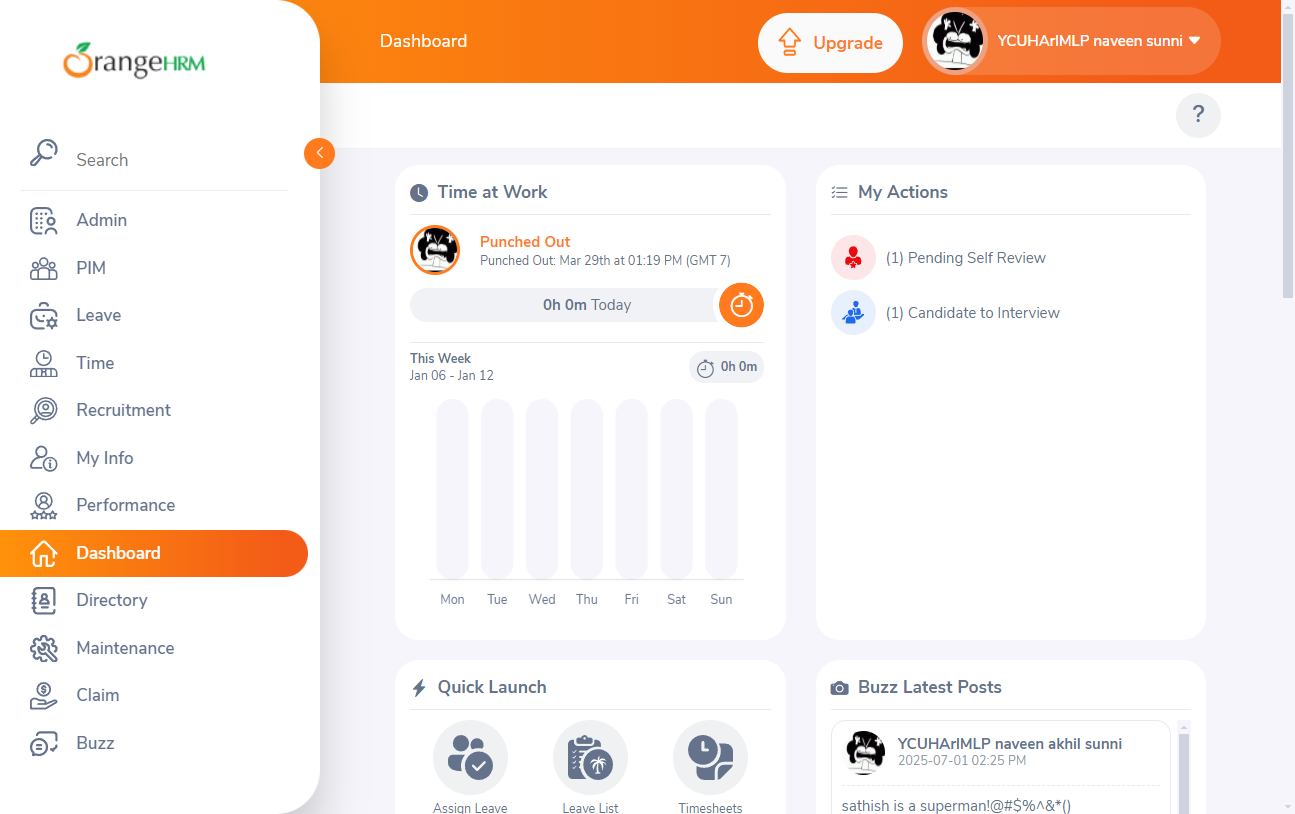 OrangeHRM
Search
Admin
PIM
Leave
Time
Recruitment
My Info
Performance
Dashboard
Directory
Maintenance
Claim
Buzz
Dashboard
Upgrade
YCUHArlMLP naveen sunni
?
Time at Work
Punched Out
Punched Out: Mar 29th at 01:19 PM (GMT 7)
0h 0m Today
This Week
Jan 06 - Jan 12
0h 0m
Mon Tue Wed Thu Fri Sat Sun
My Actions
(1) Pending Self Review
(1) Candidate to Interview
Quick Launch
Assign Leave
Leave List
Timesheets
Buzz Latest Posts
YCUHArlMLP naveen akhil sunni
2025-07-01 02:25 PM
sathish is a superman!@#$%^&*()